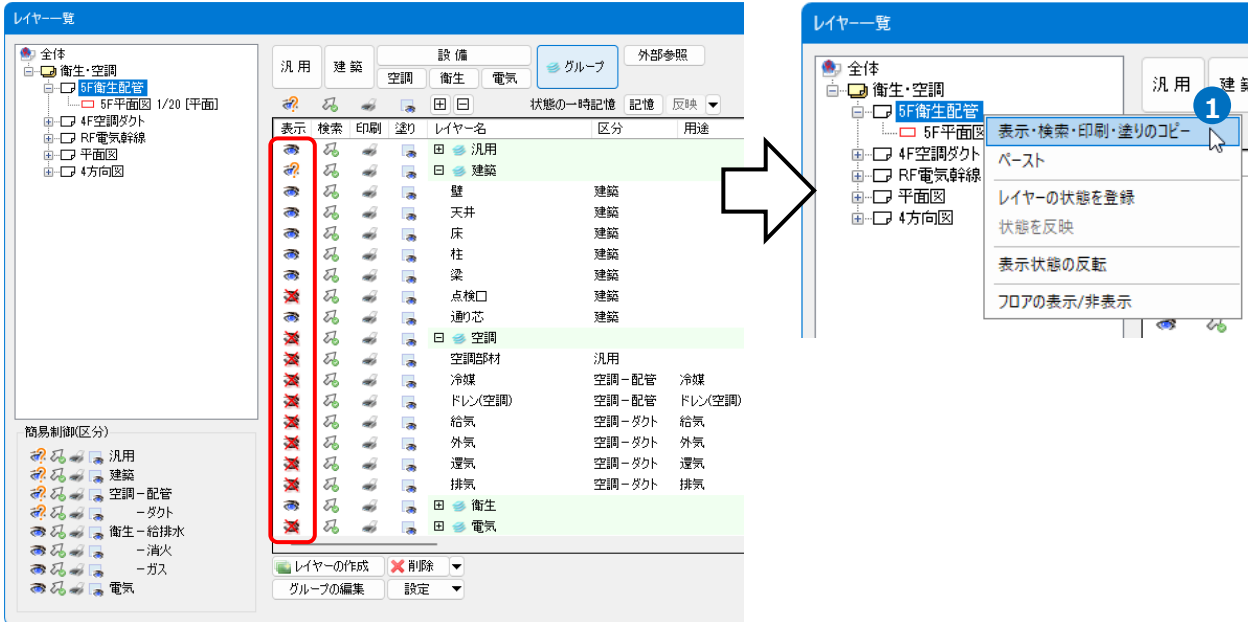 レイヤー一覧
全体
衛生・空調
5F衛生配管
5F平面図 1/20 [平面]
4F空調ダクト
RF電気幹線
平面図
4方向図
簡易制御(区分)
汎用
建築
空調－配管
－ダクト
衛生－給排水
－消火
－ガス
電気
汎用 建築 設備 グループ 外部参照
空調 衛生 電気
状態の一時記憶 記憶 反映
表示 検索 印刷 塗り レイヤー名 区分 用途
汎用
建築
壁 建築
天井 建築
床 建築
柱 建築
梁 建築
点検口 建築
通り芯 建築
空調
空調部材 汎用
冷媒 空調－配管 冷媒
ドレン(空調) 空調－配管 ドレン(空調)
給気 空調－ダクト 給気
外気 空調－ダクト 外気
還気 空調－ダクト 還気
排気 空調－ダクト 排気
衛生
電気
レイヤーの作成 削除
グループの編集 設定
レイヤー一覧
全体
衛生・空調
5F衛生配管
5F平面図
4F空調ダクト
RF電気幹線
平面図
4方向図
汎用 建築
1
表示・検索・印刷・塗りのコピー
ペースト
レイヤーの状態を登録
状態を反映
表示状態の反転
フロアの表示/非表示